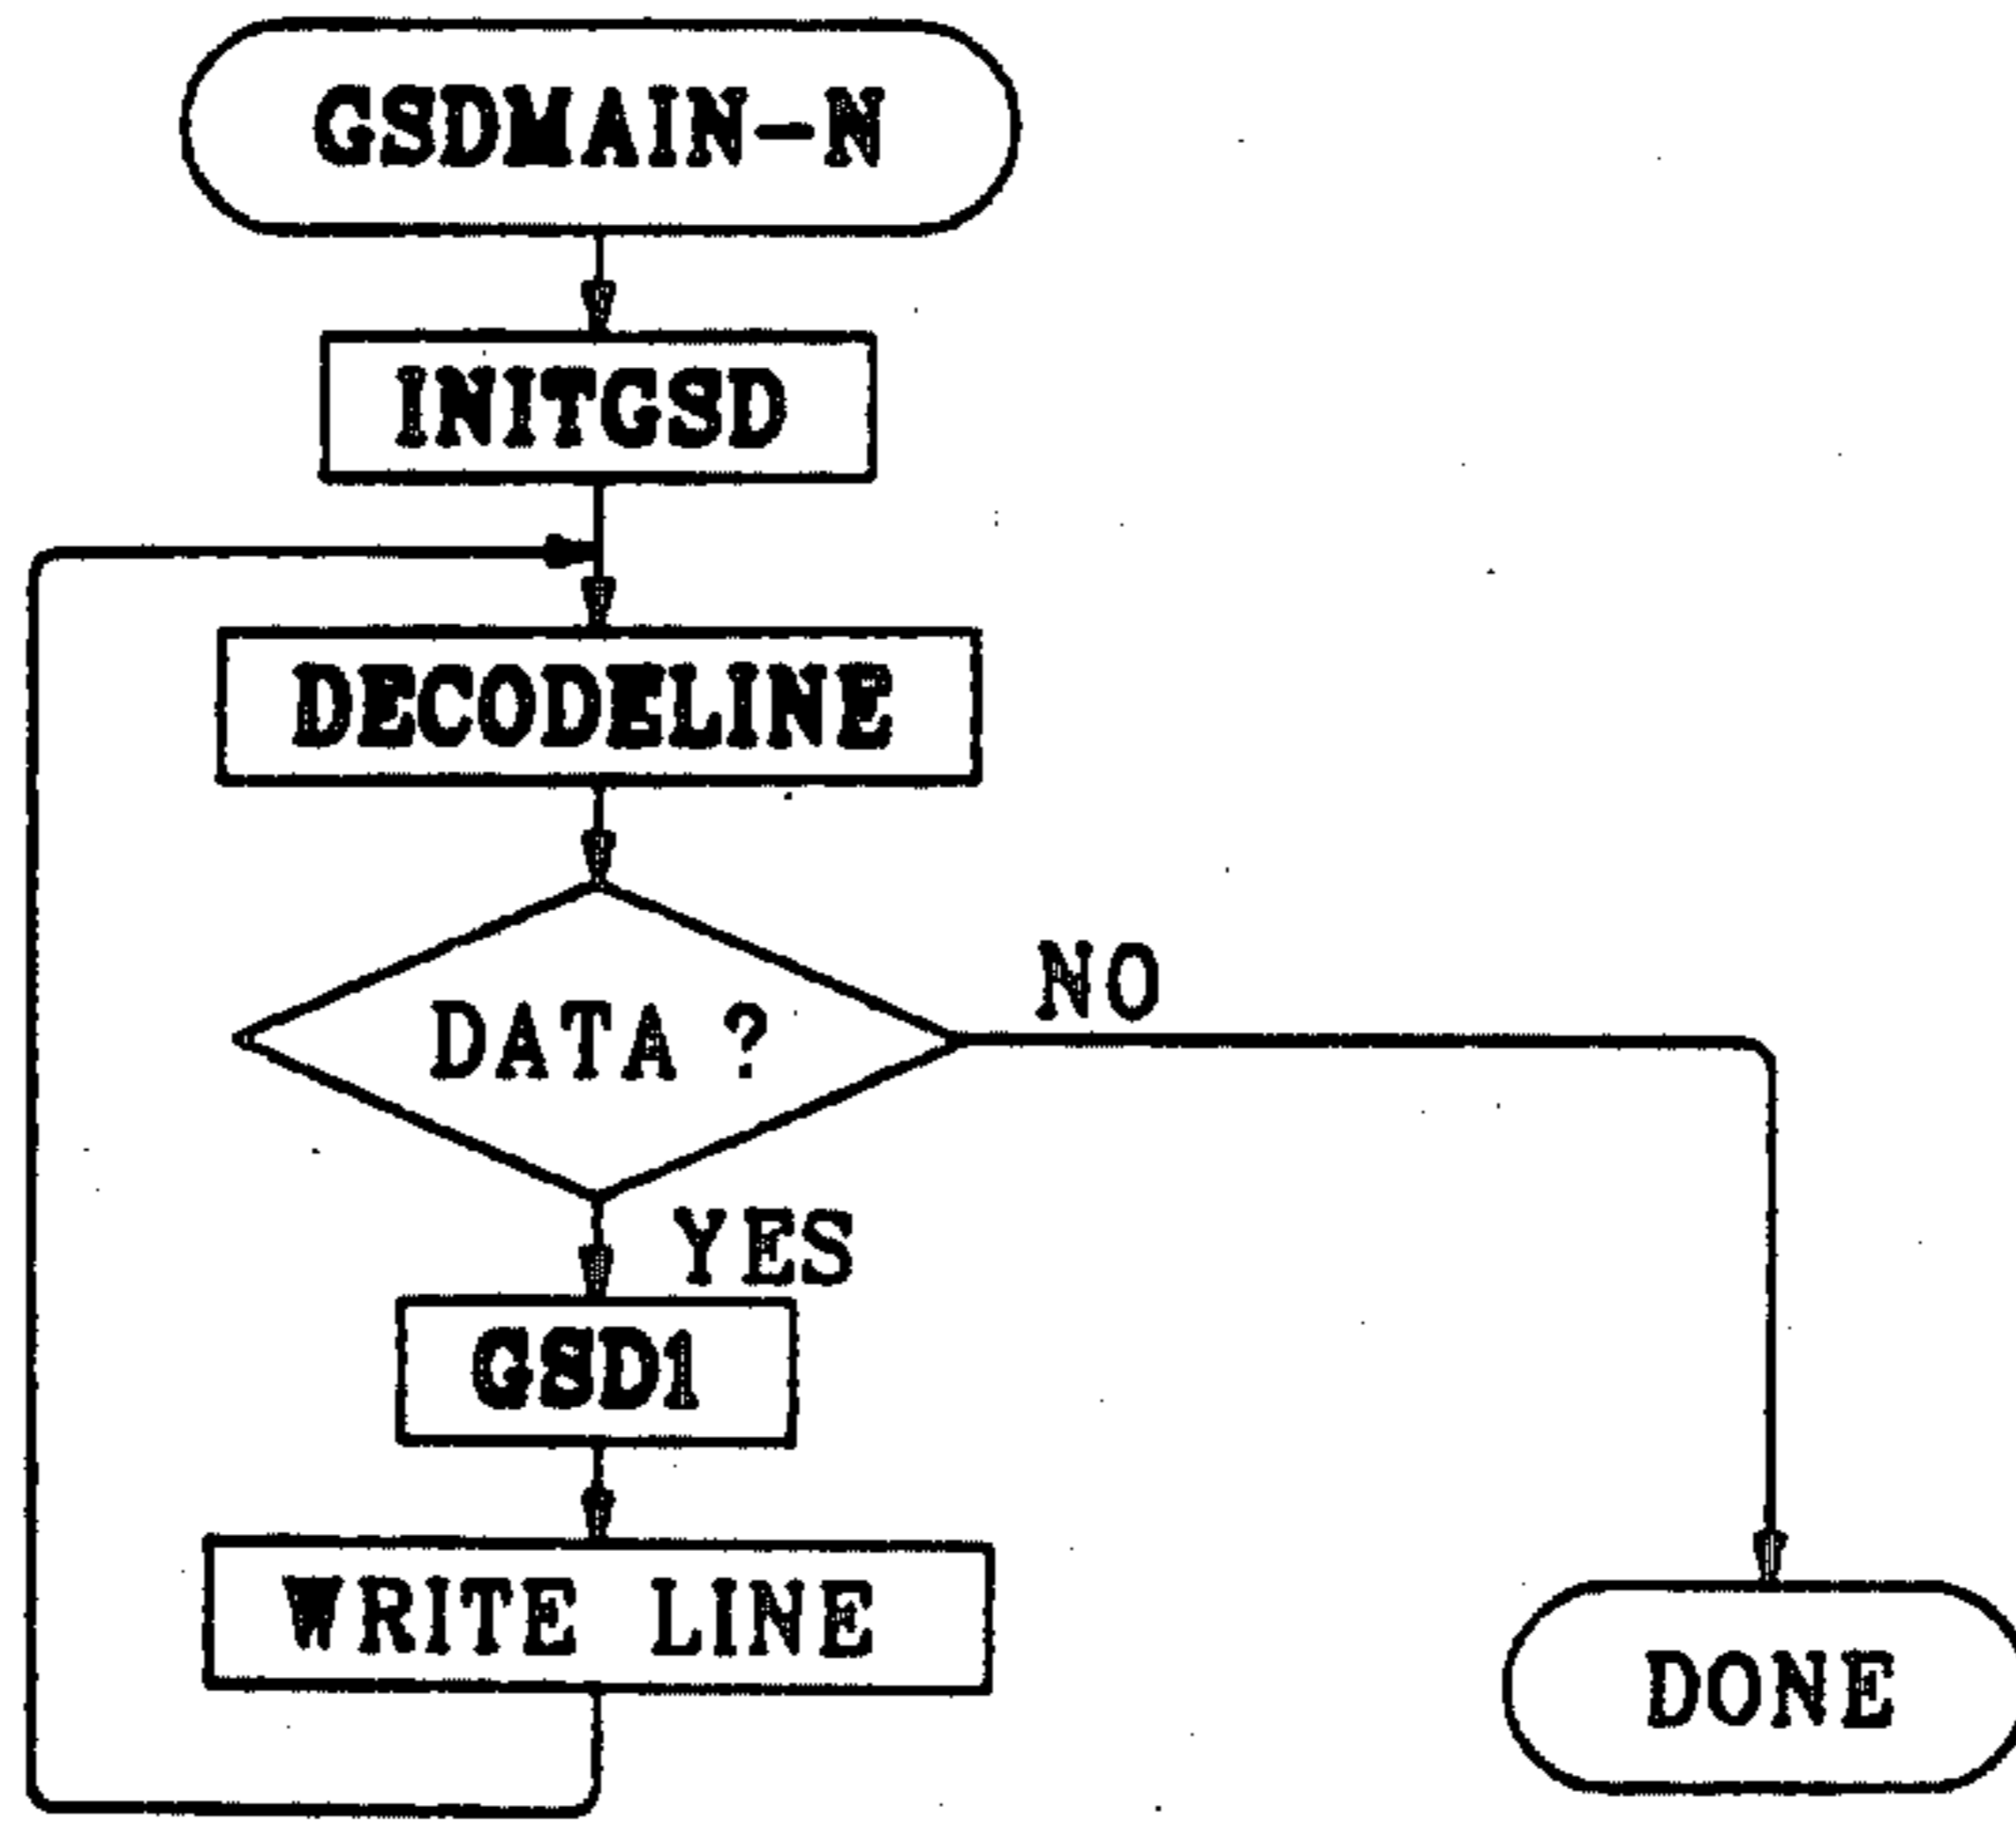 GSDMAIN-N
INITGSD
DECODELINE
DATA?
NO
YES
GSD1
WRITE LINE
DONE